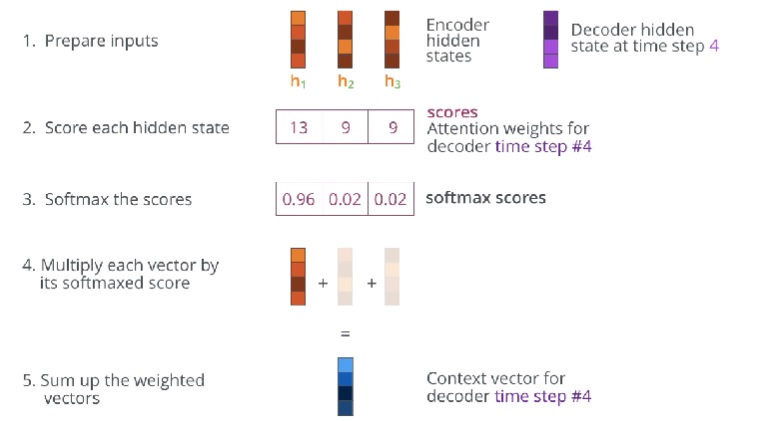 1. Prepare inputs
Encoder
hidden
states
Decoder hidden
state at time step 4
h1
h2
h3
2. Score each hidden state
13 9 9
scores
Attention weights for
decoder time step #4
3. Softmax the scores
0.96 0.02 0.02
softmax scores
4. Multiply each vector by
its softmaxed score
+ +
=
5. Sum up the weighted
vectors
Context vector for
decoder time step #4